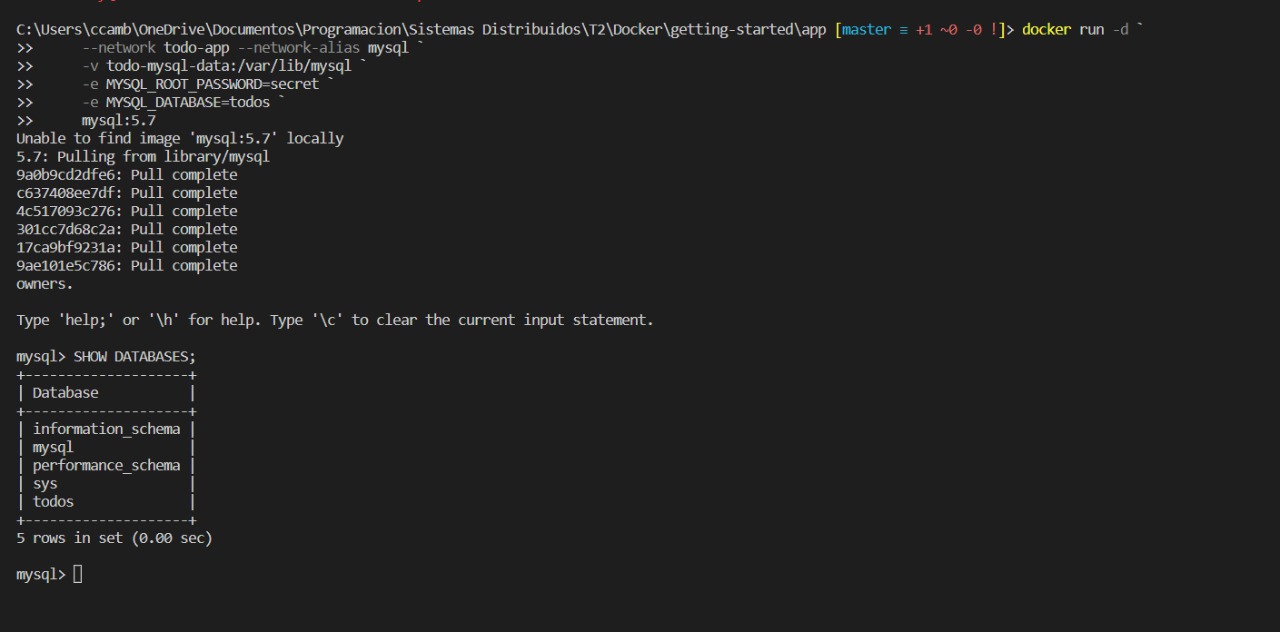 C:\Users\ccamb\OneDrive\Documentos\Programacion\Sistemas Distribuidos\T2\Docker\getting-started\app [master ≡ +1 ~0 -0 !]> docker run -d `
>>      --network todo-app --network-alias mysql `
>>      -v todo-mysql-data:/var/lib/mysql `
>>      -e MYSQL_ROOT_PASSWORD=secret `
>>      -e MYSQL_DATABASE=todos `
>>      mysql:5.7
Unable to find image 'mysql:5.7' locally
5.7: Pulling from library/mysql
9a0b9cd2dfe6: Pull complete
c637408ee7df: Pull complete
4c517093c276: Pull complete
301cc7d68c2a: Pull complete
17ca9bf9231a: Pull complete
9ae101e5c786: Pull complete
owners.
Type 'help;' or '\h' for help. Type '\c' to clear the current input statement.
mysql> SHOW DATABASES;
+--------------------+
| Database           |
+--------------------+
| information_schema |
| mysql              |
| performance_schema |
| sys                |
| todos              |
+--------------------+
5 rows in set (0.00 sec)
mysql>